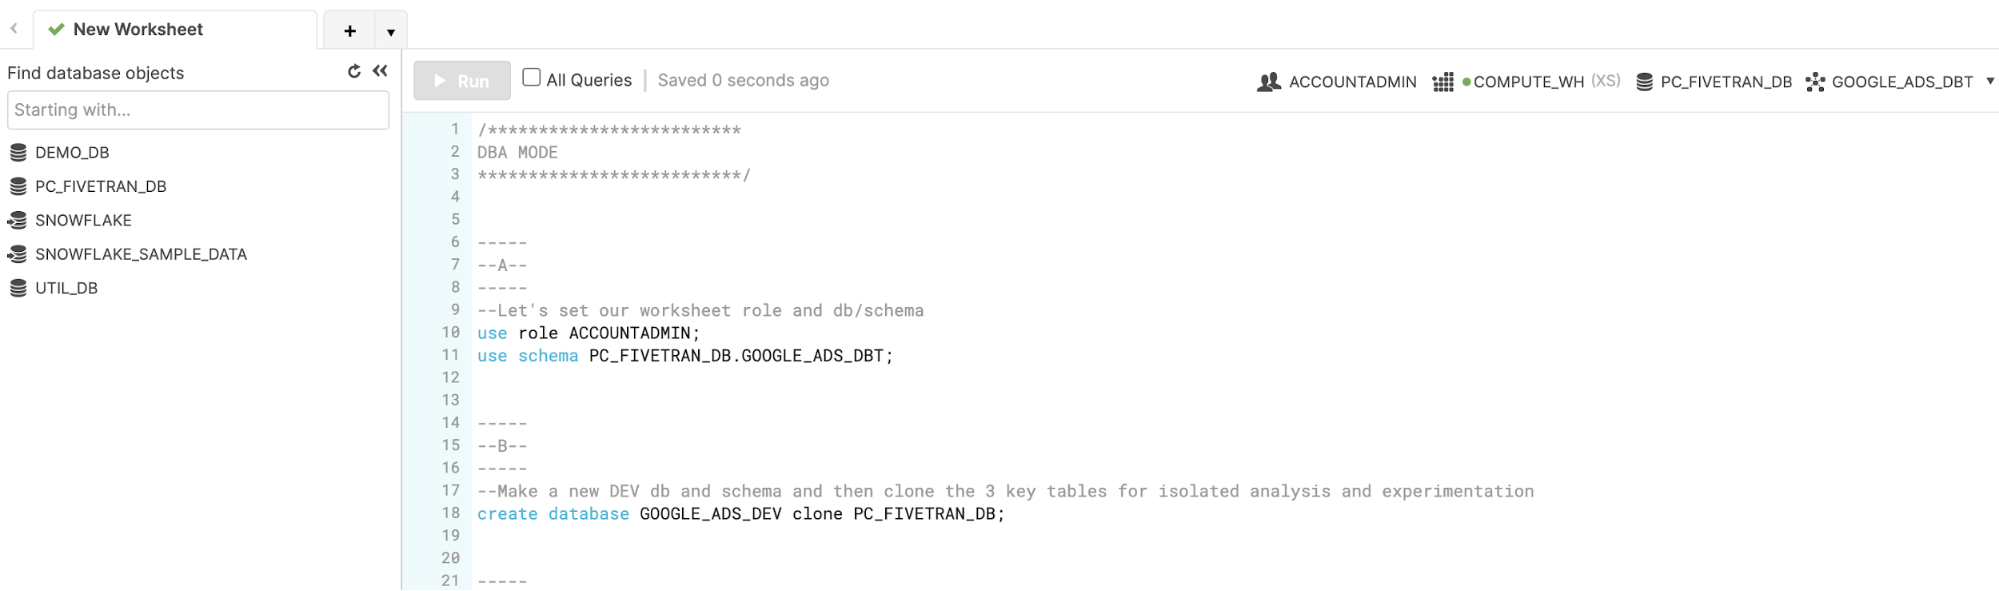 New Worksheet
+
Find database objects
Starting with...
DEMO_DB
PC_FIVETRAN_DB
SNOWFLAKE
SNOWFLAKE_SAMPLE_DATA
UTIL_DB
Run All Queries | Saved 0 seconds ago ACCOUNTADMIN COMPUTE_WH (XS) PC_FIVETRAN_DB GOOGLE_ADS_DBT
1 /*************************
2 DBA MODE
3 **************************/
4
5
6 -----
7 --A--
8 -----
9 --Let's set our worksheet role and db/schema
10 use role ACCOUNTADMIN;
11 use schema PC_FIVETRAN_DB.GOOGLE_ADS_DBT;
12
13
14 -----
15 --B--
16 -----
17 --Make a new DEV db and schema and then clone the 3 key tables for isolated analysis and experimentation
18 create database GOOGLE_ADS_DEV clone PC_FIVETRAN_DB;
19
20
21 -----